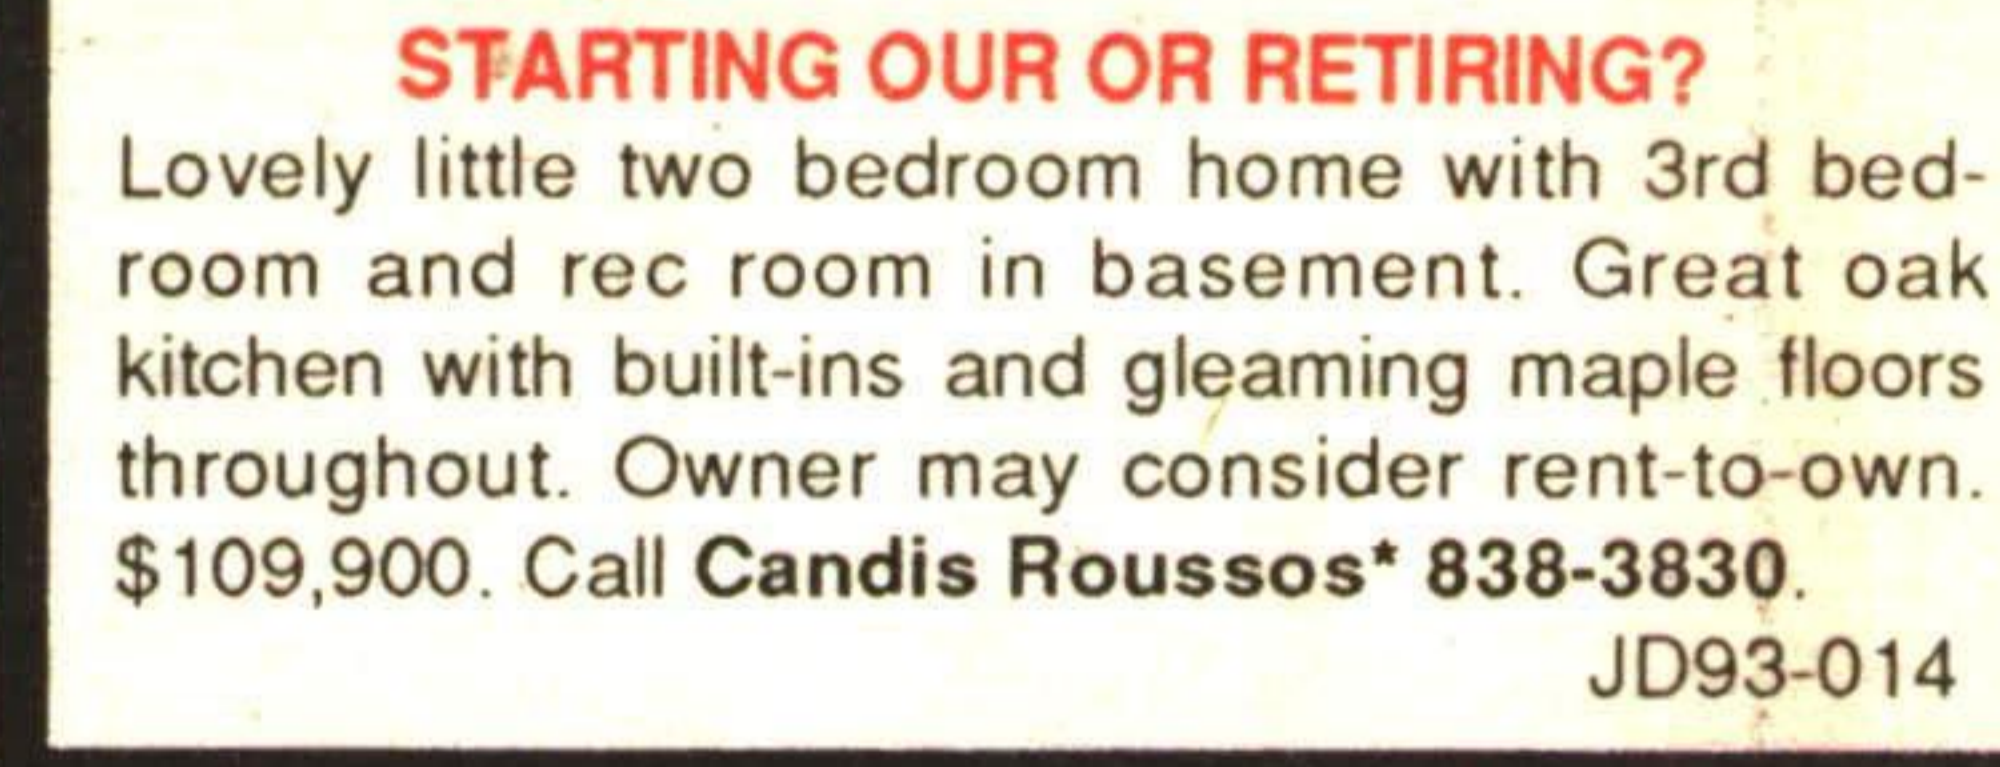 STARTING OUR OR RETIRING?
Lovely little two bedroom home with 3rd bed-
room and rec room in basement. Great oak
kitchen with built-ins and gleaming maple floors
throughout. Owner may consider rent-to-own.
$109,900. Call Candis Roussos* 838-3830.
JD93-014